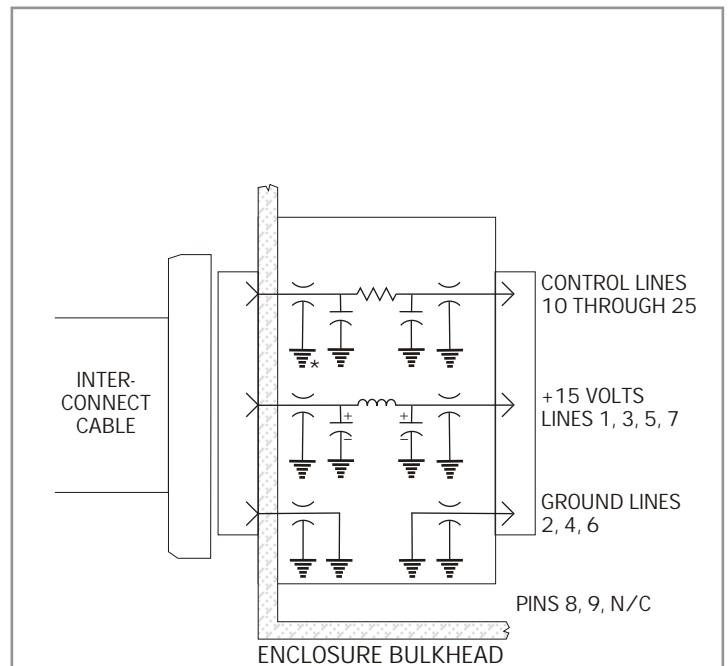 CONTROL LINES
10 THROUGH 25
*
INTER-
CONNECT
CABLE
+15 VOLTS
LINES 1, 3, 5, 7
+ +
– –
GROUND LINES
2, 4, 6
PINS 8, 9, N/C
ENCLOSURE BULKHEAD